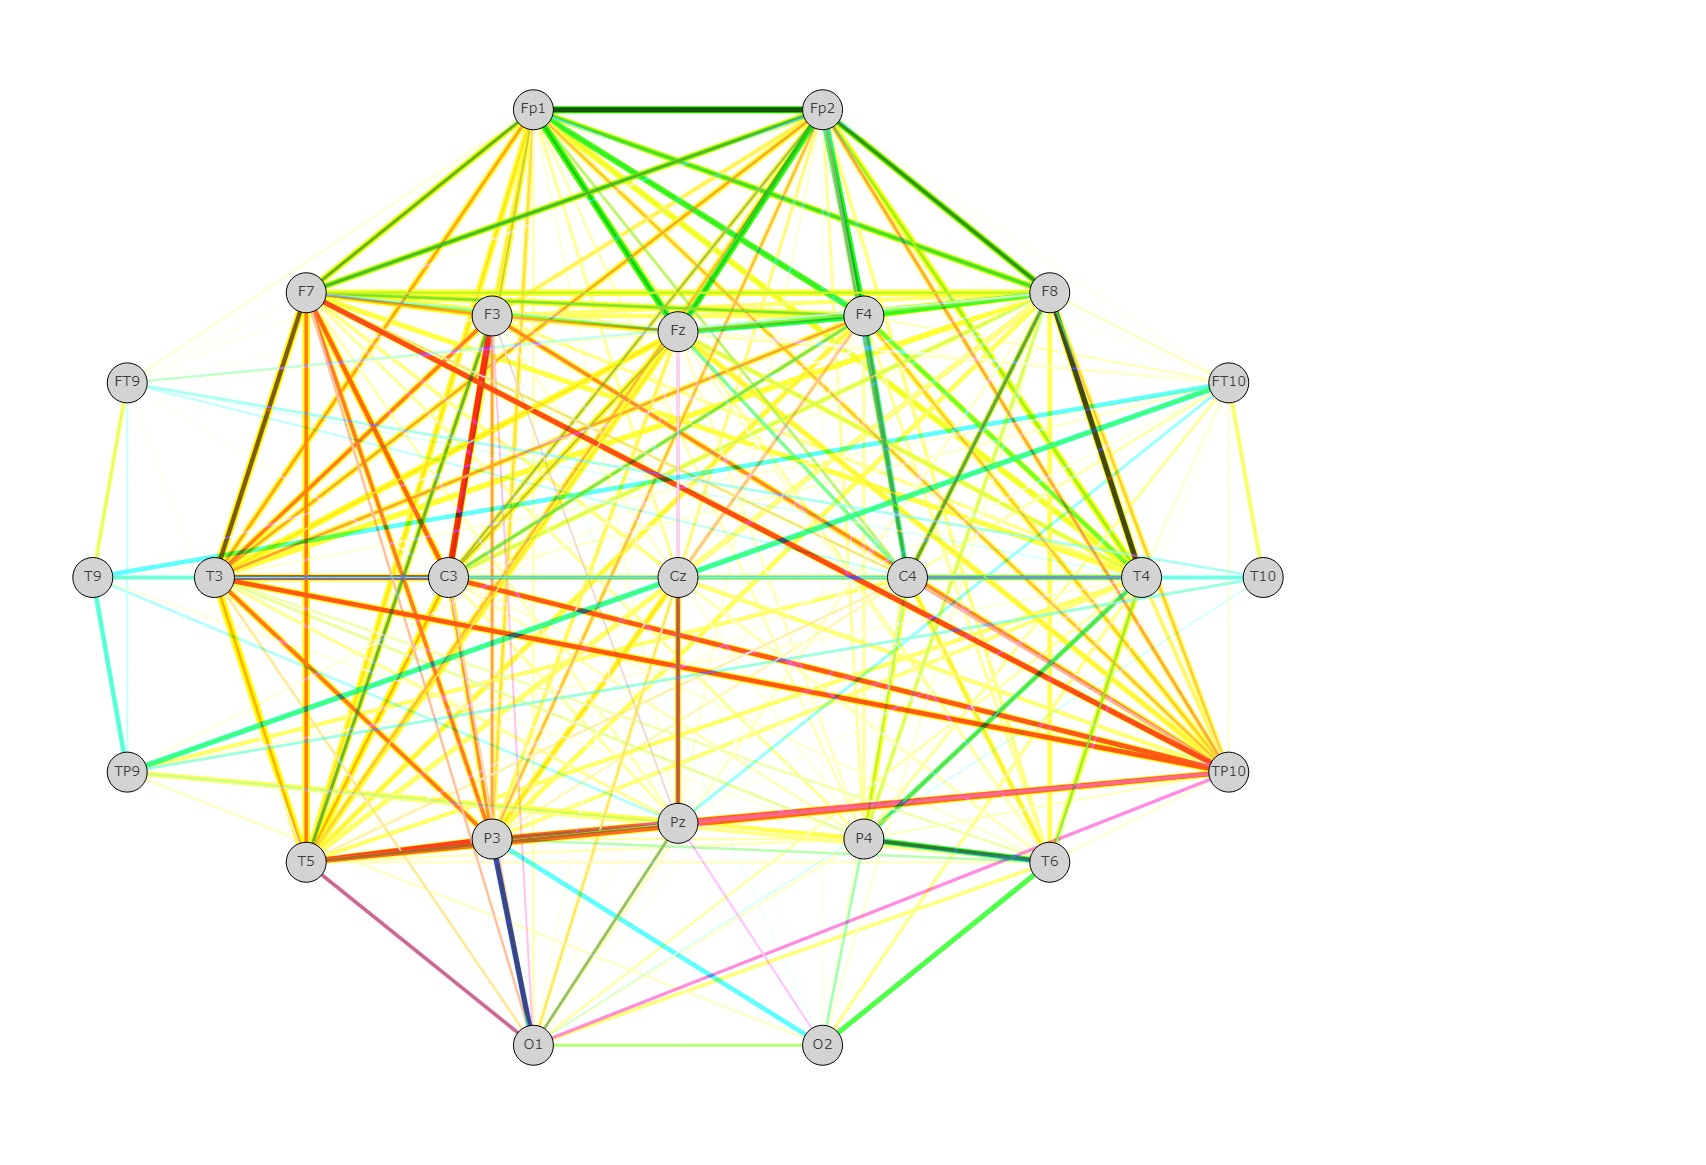 Fp1 Fp2
F7 F3 Fz F4 F8
FT9 FT10
T9 T3 C3 Cz C4 T4 T10
TP9 TP10
T5 P3 Pz P4 T6
O1 O2